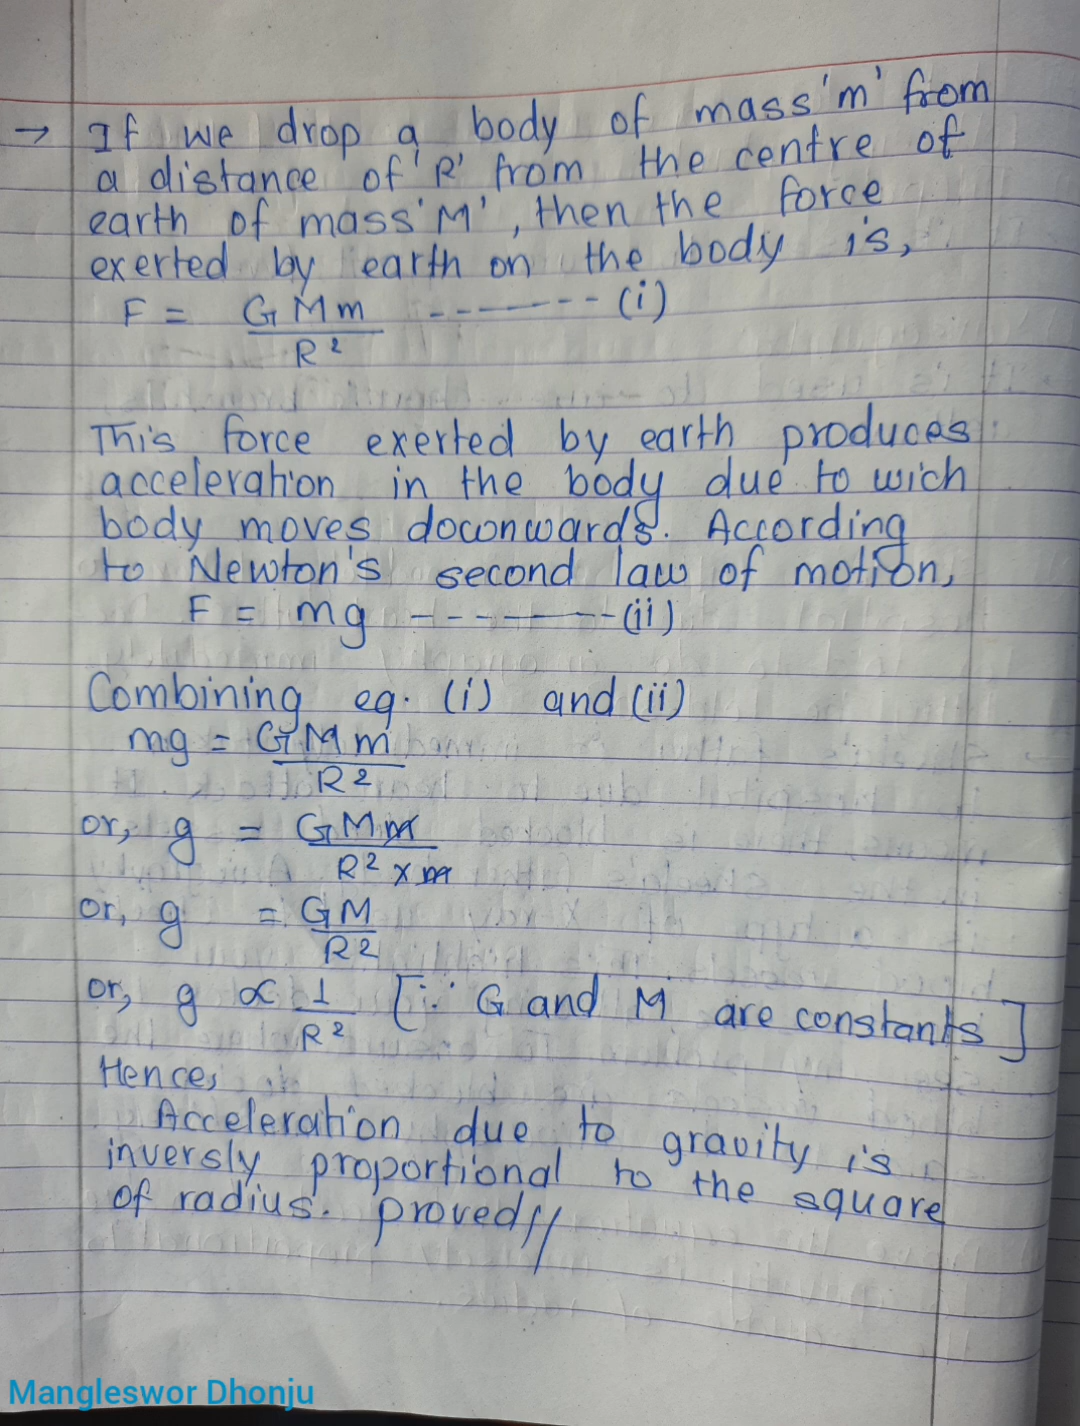 → If we drop a body of mass 'm' from
a distance of 'R' from the centre of
earth of mass 'M', then the force
exerted by earth on the body is,
F = GMm/R² -------- (i)
This force exerted by earth produces
acceleration in the body due to wich
body moves doconwards. According
to Newton's second law of motion,
F = mg -------- (ii)
Combining eq. (i) and (ii)
mg = GMm/R²
or, g = GMm/R² × m
or, g = GM/R²
or, g ∝ 1/R² [∵ G and M are constants]
Hence,
Acceleration due to gravity is
inversly proportional to the square
of radius. proved//
Mangleswor Dhonju